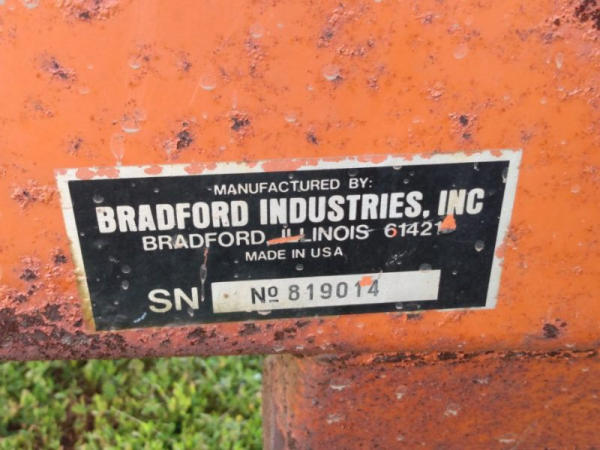 MANUFACTURED BY:
BRADFORD INDUSTRIES, INC
BRADFORD, ILLINOIS 61421
MADE IN USA
SN Nº 819014